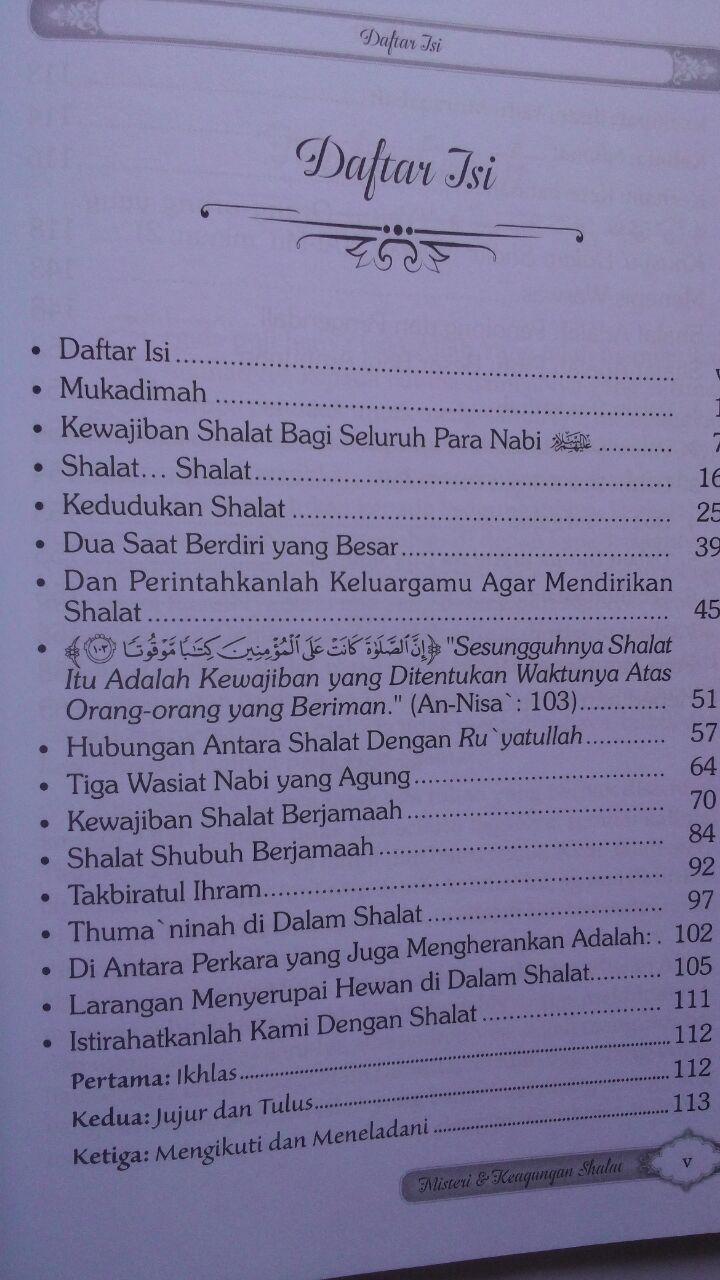 Daftar Isi
Daftar Isi
• Daftar Isi ........................................ v
• Mukadimah ........................................ 1
• Kewajiban Shalat Bagi Seluruh Para Nabi ........... 7
• Shalat... Shalat........................................ 16
• Kedudukan Shalat ........................................ 25
• Dua Saat Berdiri yang Besar........................................ 39
• Dan Perintahkanlah Keluargamu Agar Mendirikan
Shalat ........................................ 45
• ﴿إِنَّ ٱلصَّلَوٰةَ كَانَتْ عَلَى ٱلْمُؤْمِنِينَ كِتَـٰبًا مَّوْقُوتًا ١٠٣﴾ "Sesungguhnya Shalat
Itu Adalah Kewajiban yang Ditentukan Waktunya Atas
Orang-orang yang Beriman." (An-Nisa`: 103)............ 51
• Hubungan Antara Shalat Dengan Ru`yatullah............ 57
• Tiga Wasiat Nabi yang Agung........................................ 64
• Kewajiban Shalat Berjamaah........................................ 70
• Shalat Shubuh Berjamaah........................................ 84
• Takbiratul Ihram........................................ 92
• Thuma`ninah di Dalam Shalat ........................................ 97
• Di Antara Perkara yang Juga Mengherankan Adalah: . 102
• Larangan Menyerupai Hewan di Dalam Shalat........... 105
• Istirahatkanlah Kami Dengan Shalat ........................... 111
Pertama: Ikhlas........................................ 112
Kedua: Jujur dan Tulus........................................ 112
Ketiga: Mengikuti dan Meneladani ........................................ 113
Misteri & Keagungan Shalat v